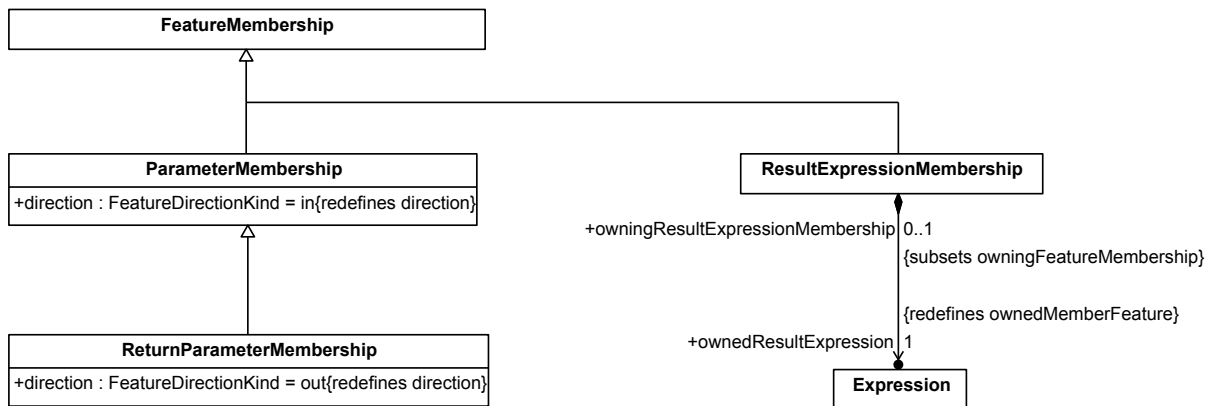 FeatureMembership
ParameterMembership
+direction : FeatureDirectionKind = in{redefines direction}
ResultExpressionMembership
+owningResultExpressionMembership 0..1
{subsets owningFeatureMembership}
{redefines ownedMemberFeature}
+ownedResultExpression 1
ReturnParameterMembership
+direction : FeatureDirectionKind = out{redefines direction}
Expression